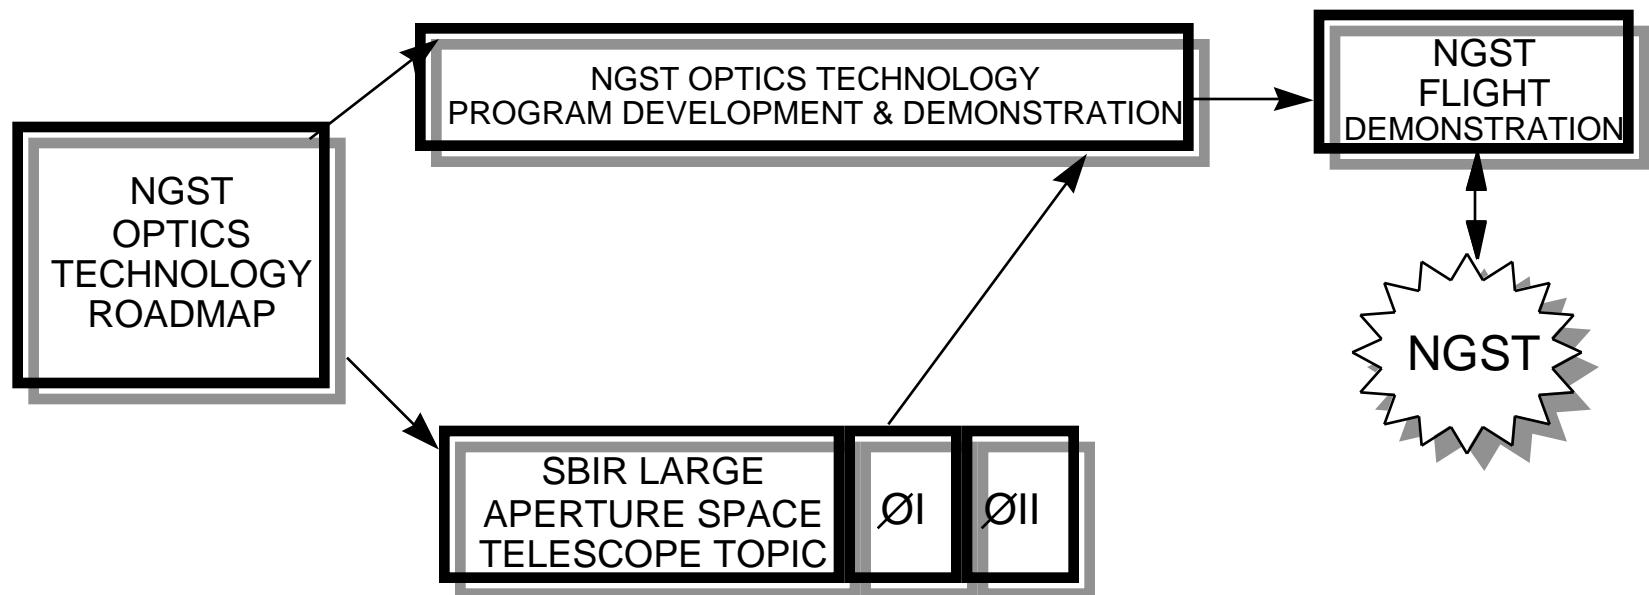 NGST
OPTICS
TECHNOLOGY
ROADMAP
NGST OPTICS TECHNOLOGY
PROGRAM DEVELOPMENT & DEMONSTRATION
NGST
FLIGHT
DEMONSTRATION
NGST
SBIR LARGE
APERTURE SPACE
TELESCOPE TOPIC
ØI
ØII